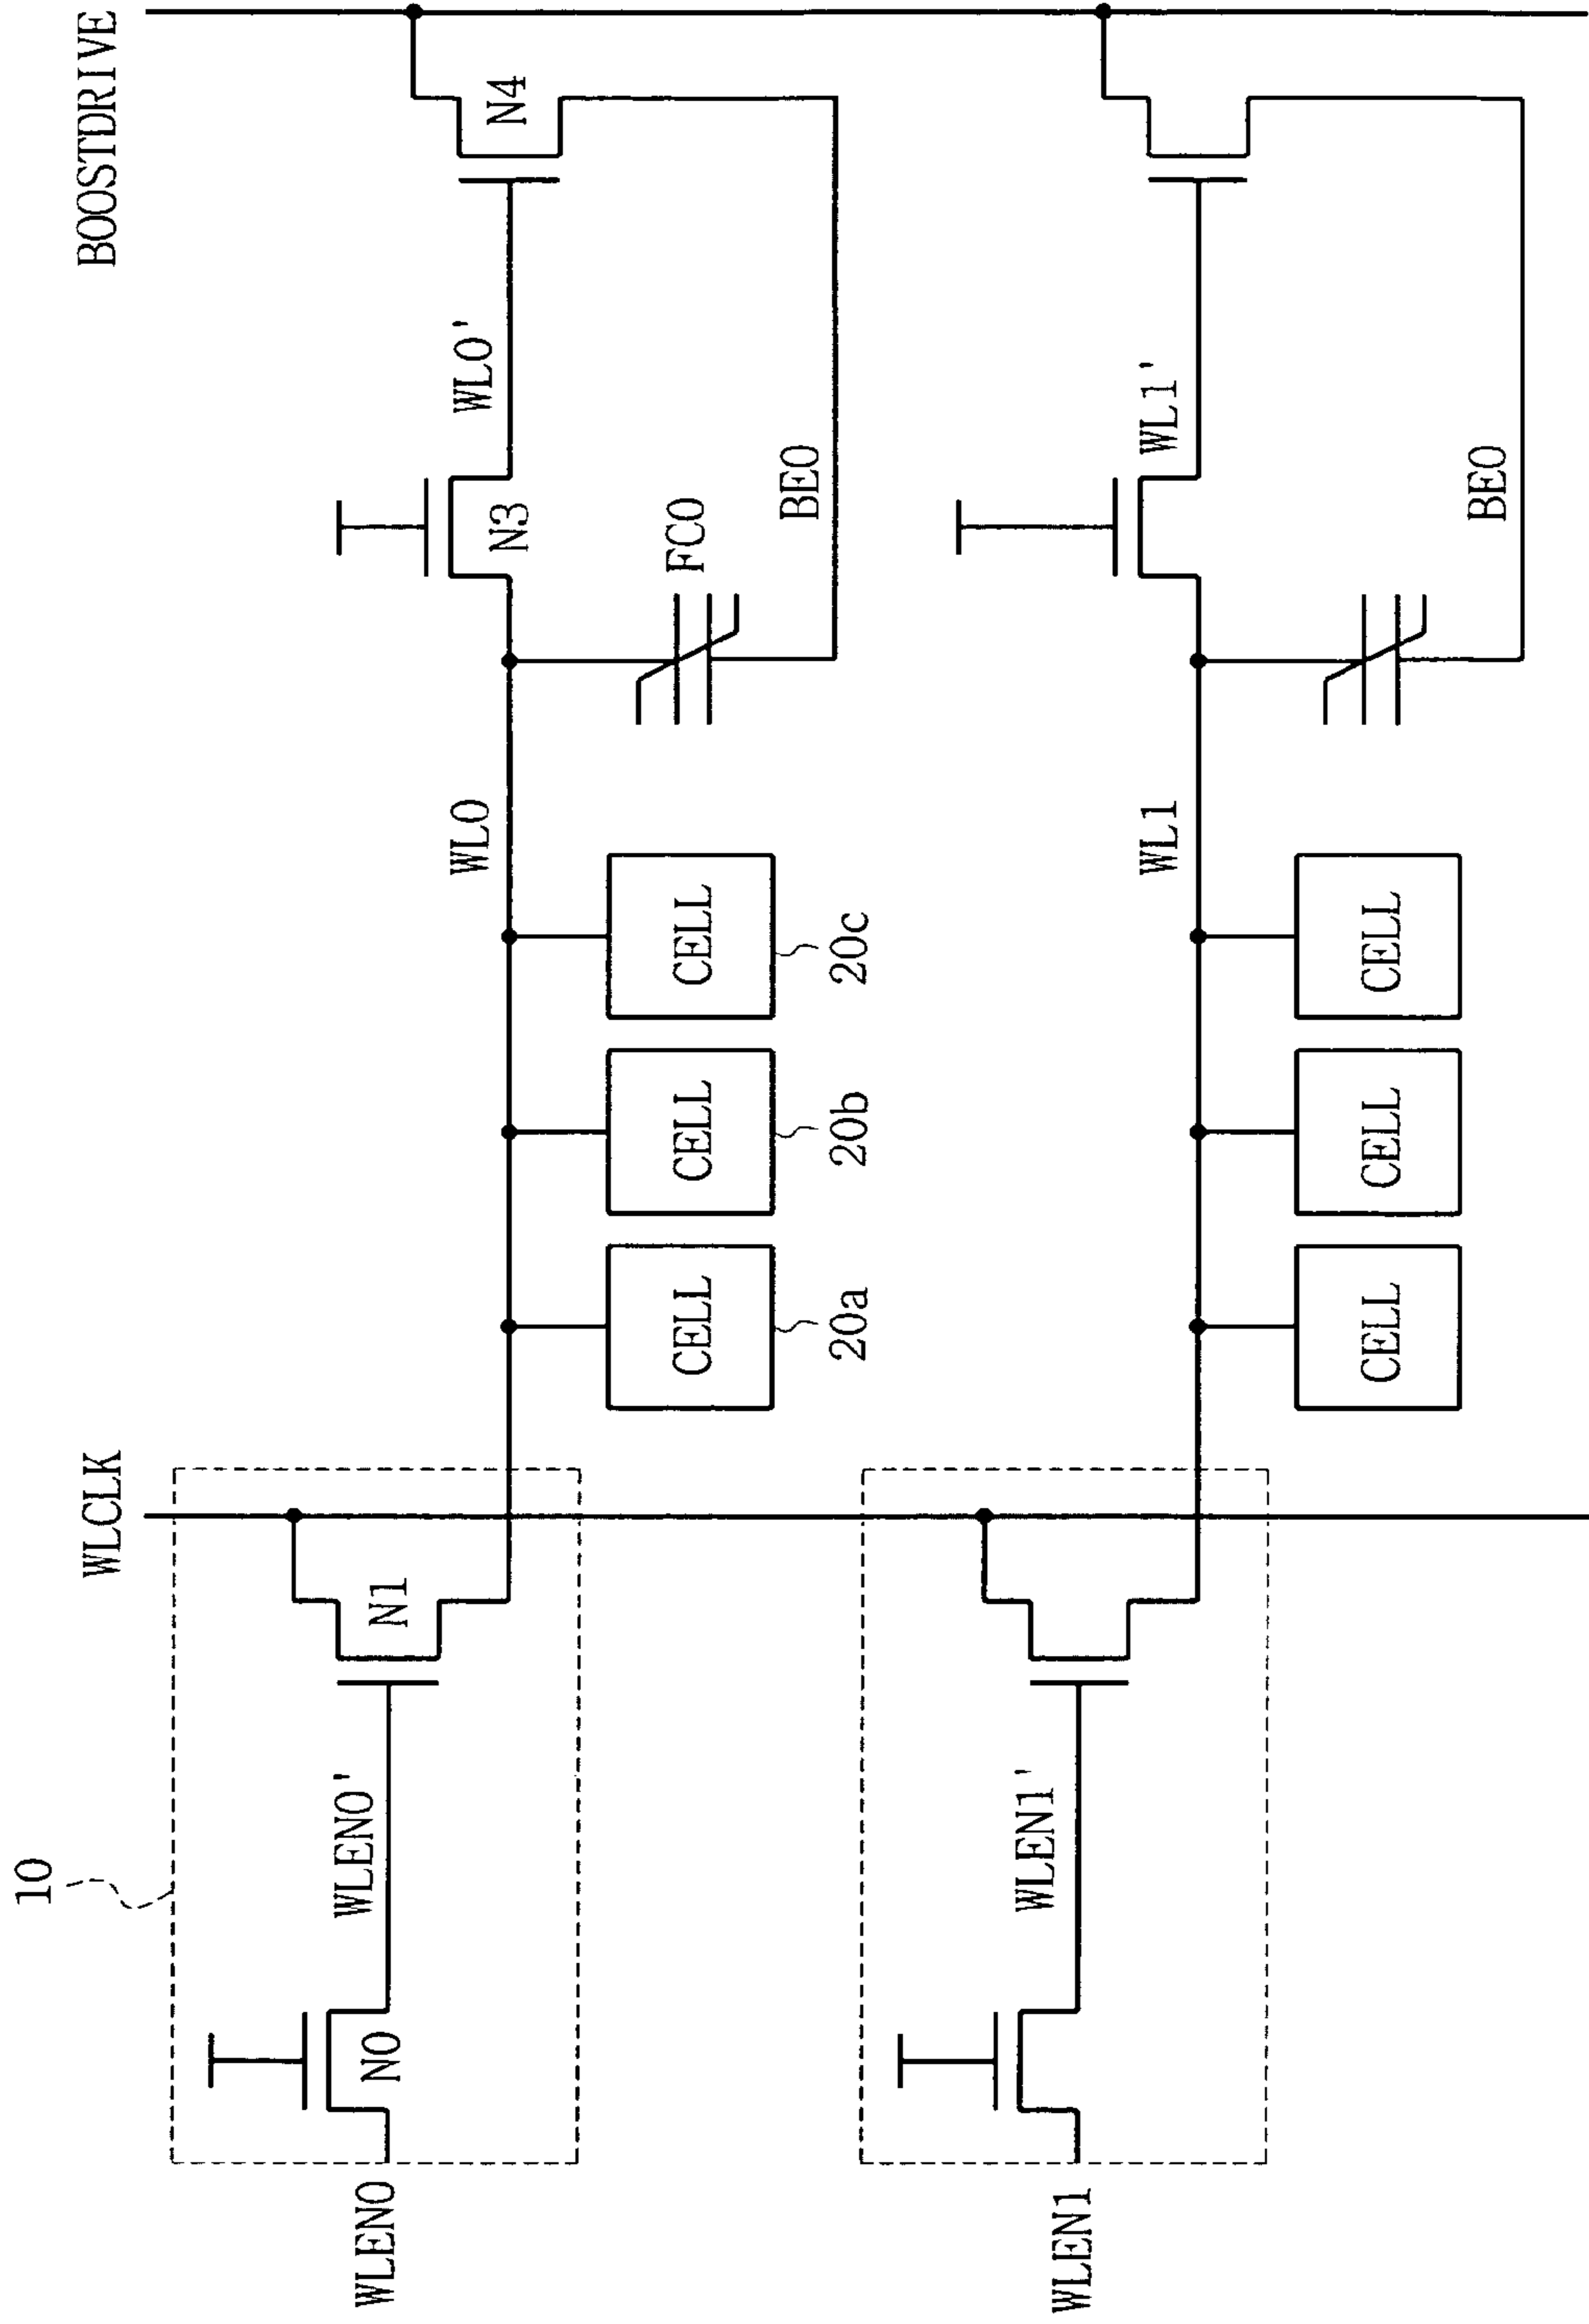 WLCLK
BOOSTDRIVE
10
N1
N4
WLEN0'
WL0'
WL0
N3
N0
WLEN0
FC0
CELL
CELL
CELL
BE0
20a
20b
20c
WLEN1'
WL1'
WL1
WLEN1
CELL
CELL
CELL
BE0